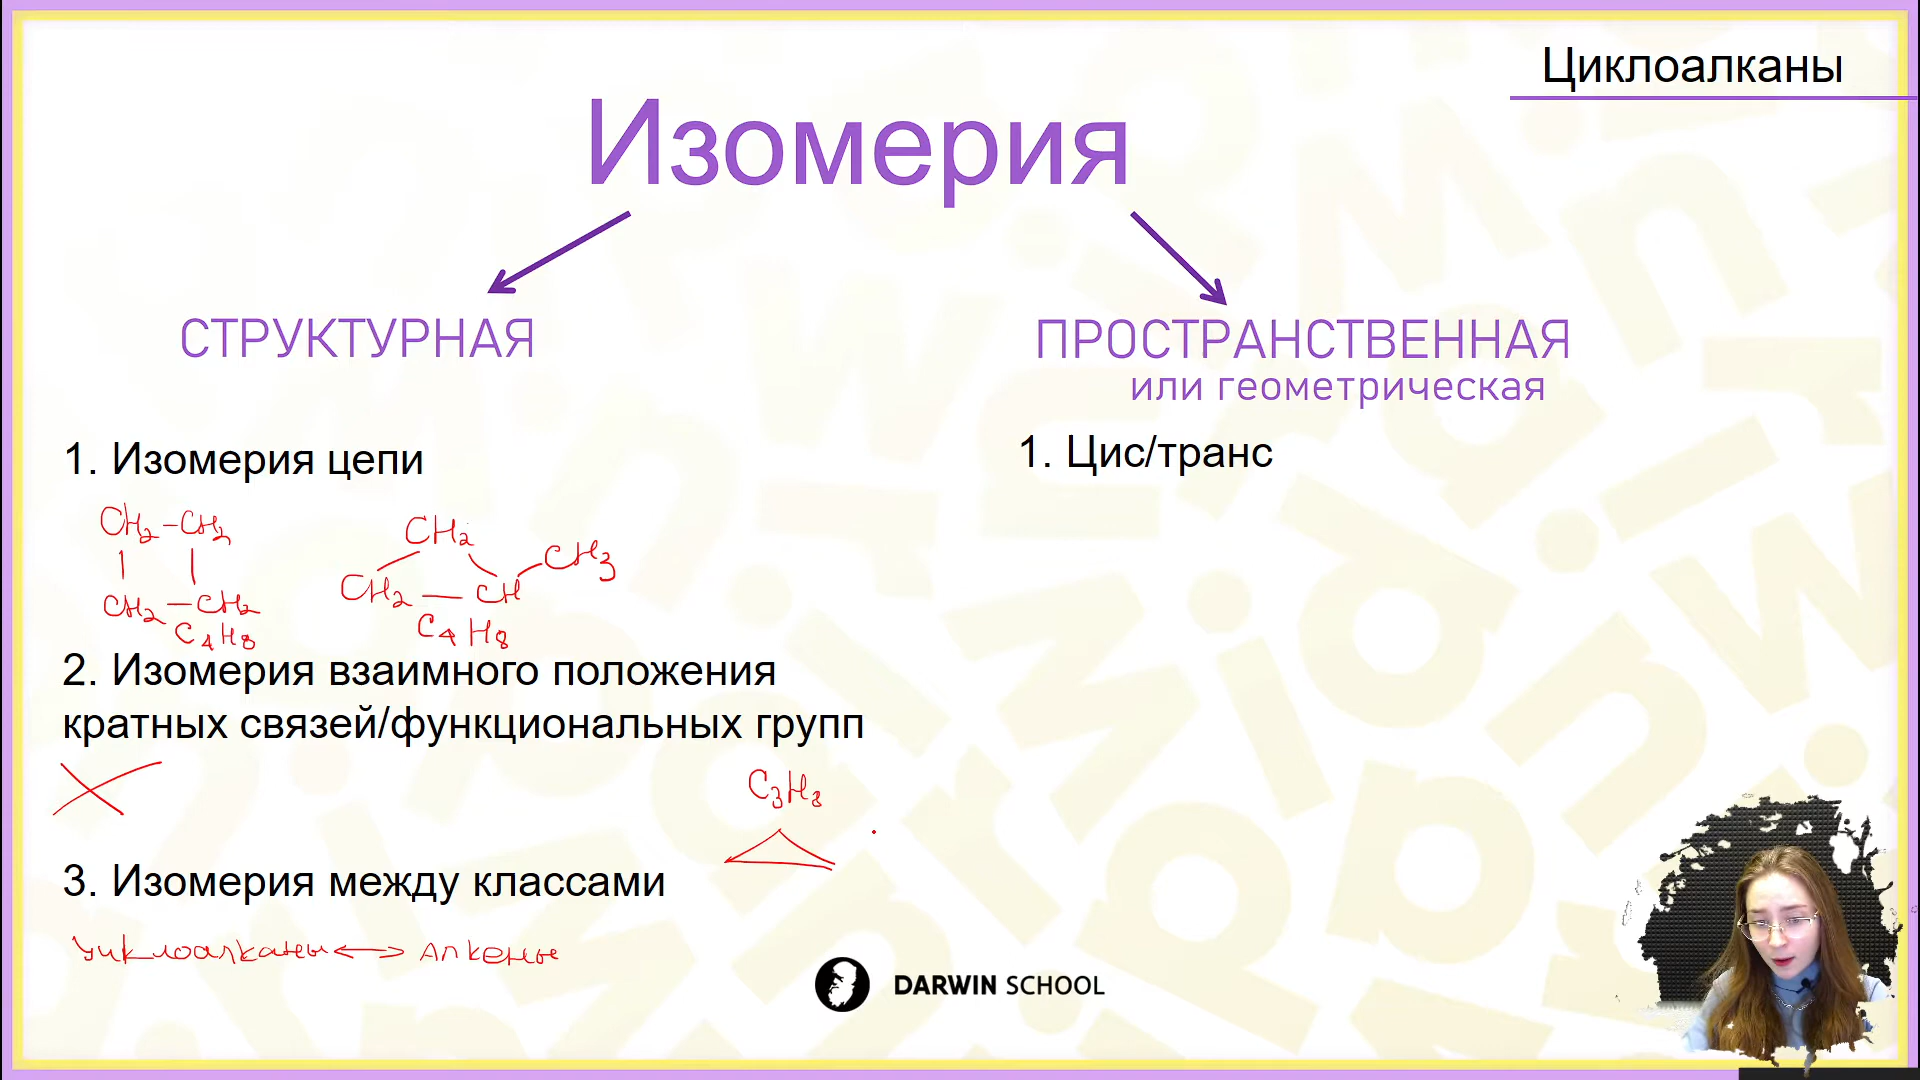 Циклоалканы
Изомерия
СТРУКТУРНАЯ
ПРОСТРАНСТВЕННАЯ
или геометрическая
1. Изомерия цепи
CH2-CH2
CH2-CH2
C4H8
CH2
CH3
CH2-CH
C4H8
2. Изомерия взаимного положения
кратных связей/функциональных групп
C3H8
3. Изомерия между классами
Циклоалканы ↔ Алкены
1. Цис/транс
DARWIN SCHOOL